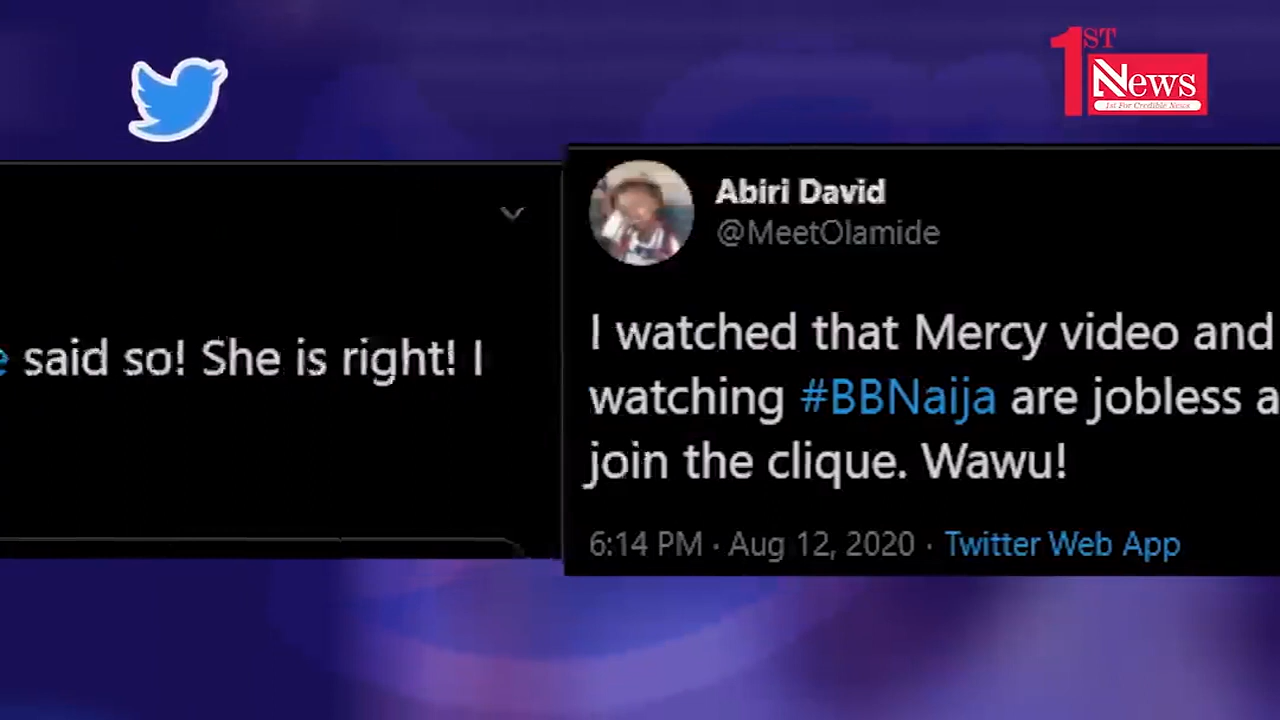 1ST
News
1st For Credible News
said so! She is right! I
Abiri David
@MeetOlamide
I watched that Mercy video and
watching #BBNaija are jobless a
join the clique. Wawu!
6:14 PM · Aug 12, 2020 · Twitter Web App